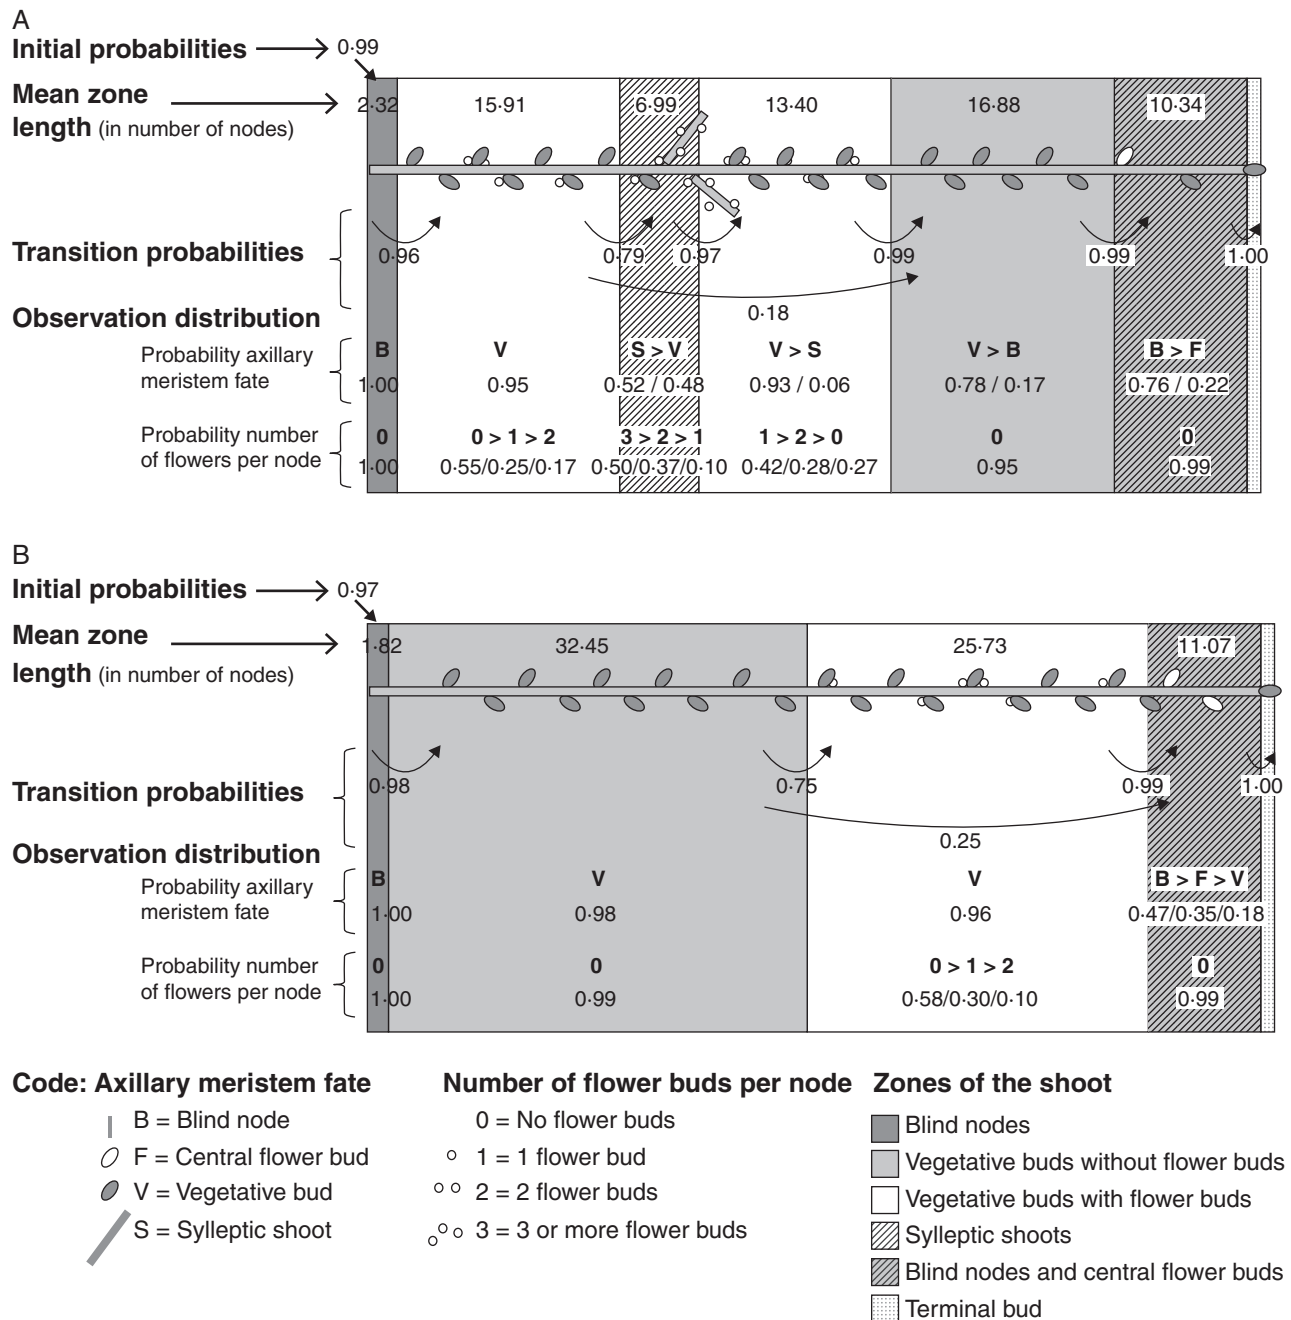 A
Initial probabilities 0·99
Mean zone
length (in number of nodes)
2·32 15·91 6·99 13·40 16·88 10·34
Transition probabilities
0·96 0·79 0·97 0·99 0·99 1·00
0·18
Observation distribution
Probability axillary
meristem fate
B V S > V V > S V > B B > F
1·00 0·95 0·52 / 0·48 0·93 / 0·06 0·78 / 0·17 0·76 / 0·22
Probability number
of flowers per node
0 0 > 1 > 2 3 > 2 > 1 1 > 2 > 0 0 0
1·00 0·55/0·25/0·17 0·50/0·37/0·10 0·42/0·28/0·27 0·95 0·99
B
Initial probabilities 0·97
Mean zone
length (in number of nodes)
1·82 32·45 25·73 11·07
Transition probabilities
0·98 0·75 0·99 1·00
0.25
Observation distribution
Probability axillary
meristem fate
B V V B > F > V
1·00 0·98 0·96 0·47/0·35/0·18
Probability number
of flowers per node
0 0 0 > 1 > 2 0
1·00 0·99 0·58/0·30/0·10 0·99
Code: Axillary meristem fate
B = Blind node
F = Central flower bud
V = Vegetative bud
S = Sylleptic shoot
Number of flower buds per node
0 = No flower buds
1 = 1 flower bud
2 = 2 flower buds
3 = 3 or more flower buds
Zones of the shoot
Blind nodes
Vegetative buds without flower buds
Vegetative buds with flower buds
Sylleptic shoots
Blind nodes and central flower buds
Terminal bud